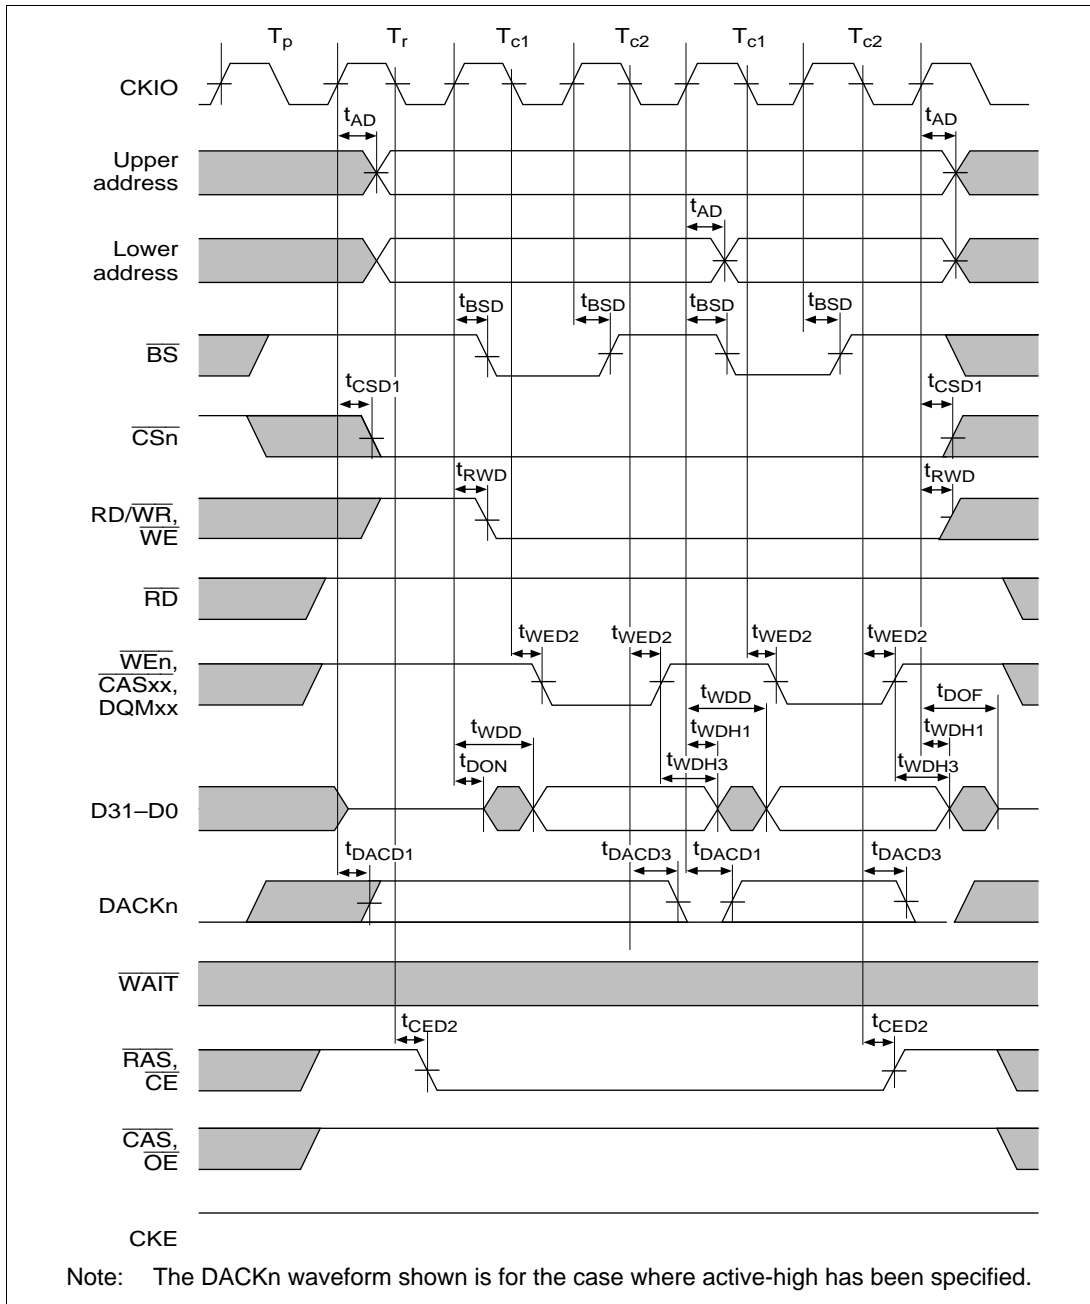 Tp Tr Tc1 Tc2 Tc1 Tc2
CKIO
tAD tAD
Upper
address
tAD
Lower
address
tBSD tBSD tBSD tBSD
BS
tCSD1 tCSD1
CSn
tRWD tRWD
RD/WR,
WE
RD
tWED2 tWED2 tWED2 tWED2
WEn,
CASxx,
DQMxx
tWDD tDOF
tWDD tWDH1 tWDH1
tDON tWDH3 tWDH3
D31–D0
tDACD1 tDACD3 tDACD1 tDACD3
DACKn
WAIT
tCED2 tCED2
RAS,
CE
CAS,
OE
CKE
Note: The DACKn waveform shown is for the case where active-high has been specified.